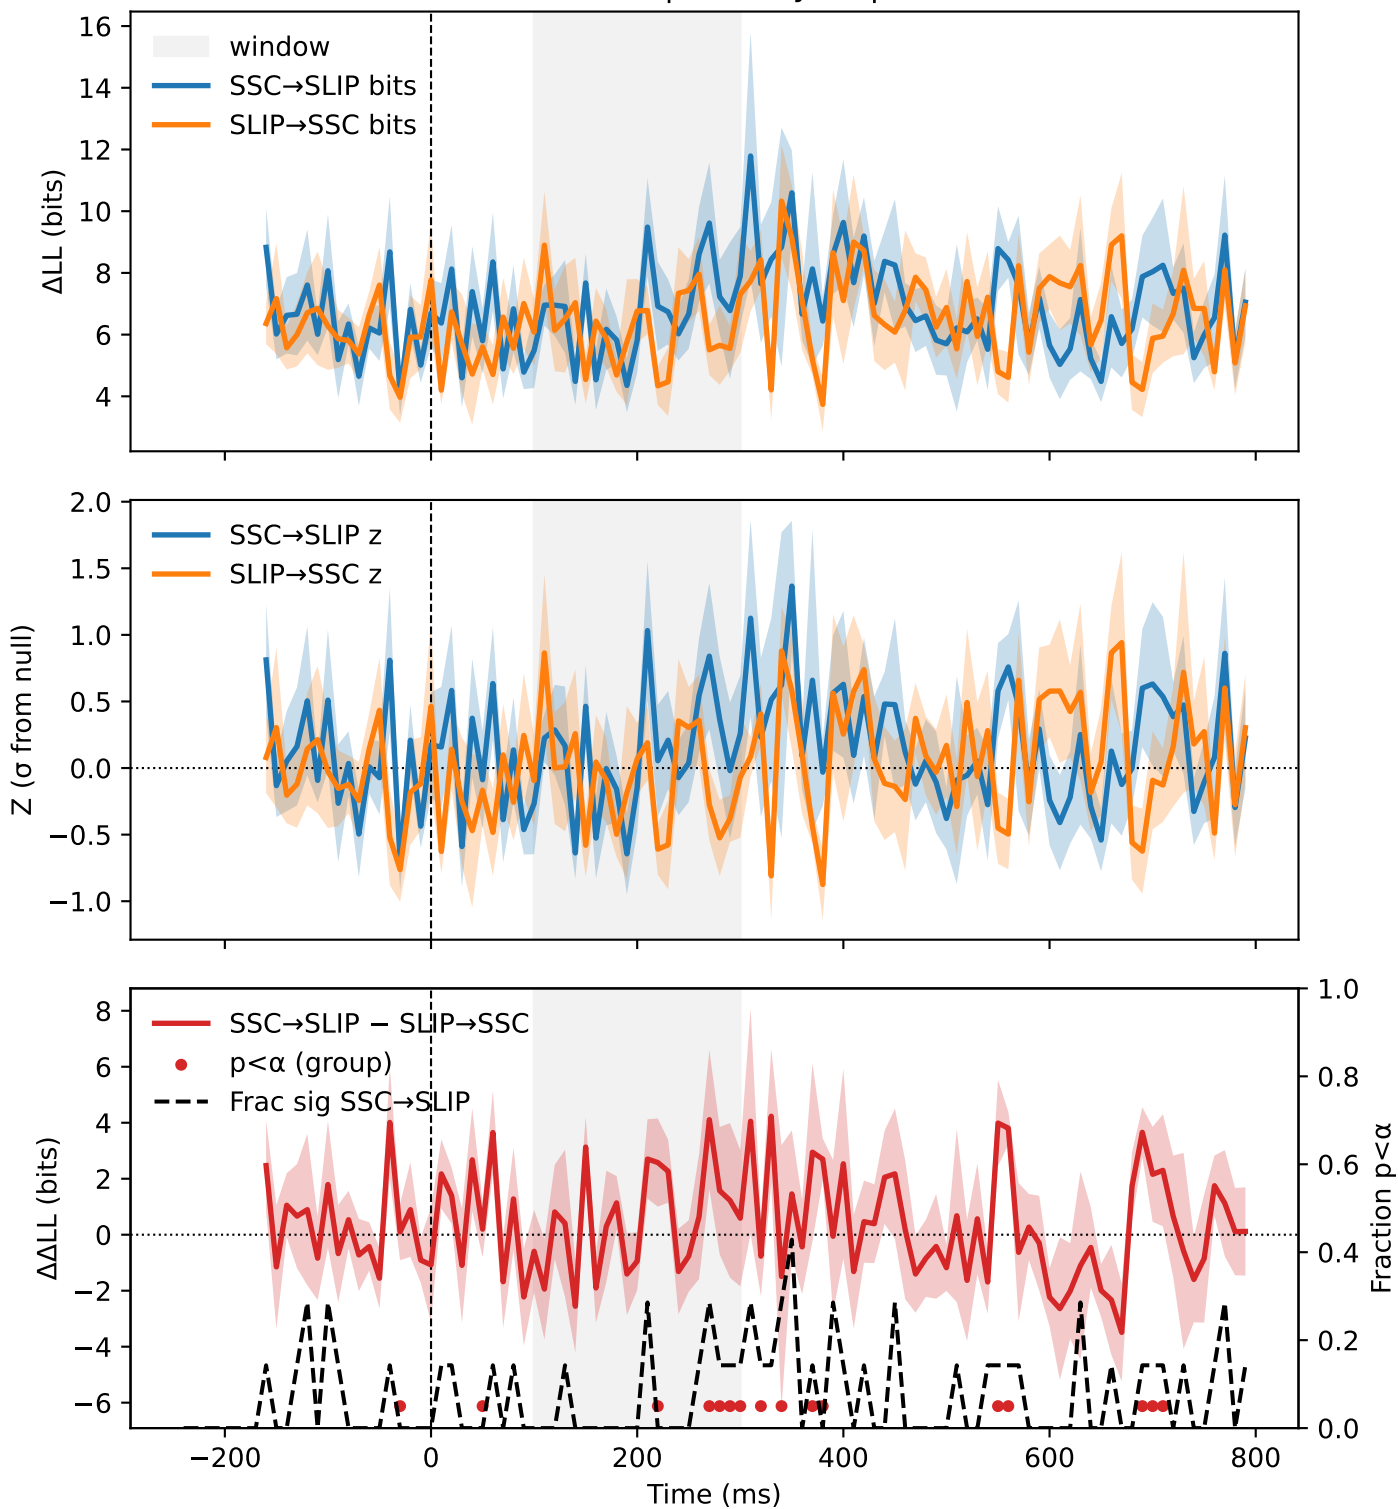 16
14
12
10
8
6
4
ΔLL (bits)
window
SSC→SLIP bits
SLIP→SSC bits
2.0
1.5
1.0
0.5
0.0
−0.5
−1.0
Z (σ from null)
SSC→SLIP z
SLIP→SSC z
8
6
4
2
0
−2
−4
−6
ΔΔLL (bits)
SSC→SLIP − SLIP→SSC
p<α (group)
Frac sig SSC→SLIP
1.0
0.8
0.6
0.4
0.2
0.0
Fraction p<α
−200
0
200
400
600
800
Time (ms)